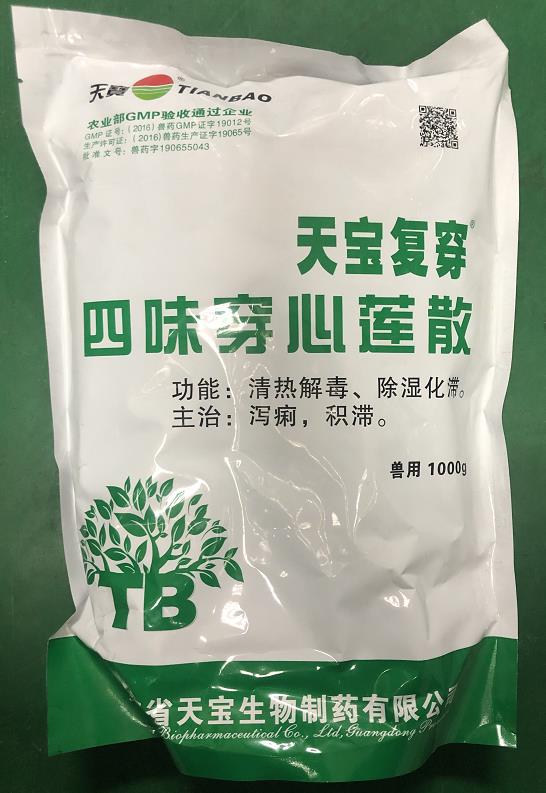 天寶 ® TIANBAO
农业部GMP验收通过企业
GMP 证号：（2016）兽药GMP证字19012号
生产许可证：（2016）兽药生产证字19065号
批准文号：兽药字190655043
天宝复穿®
四味穿心莲散
功能：清热解毒、除湿化滞。
主治：泻痢，积滞。
兽用 1000g
TB
省天宝生物制药有限公司
Biopharmaceutical Co., Ltd, Guangdong